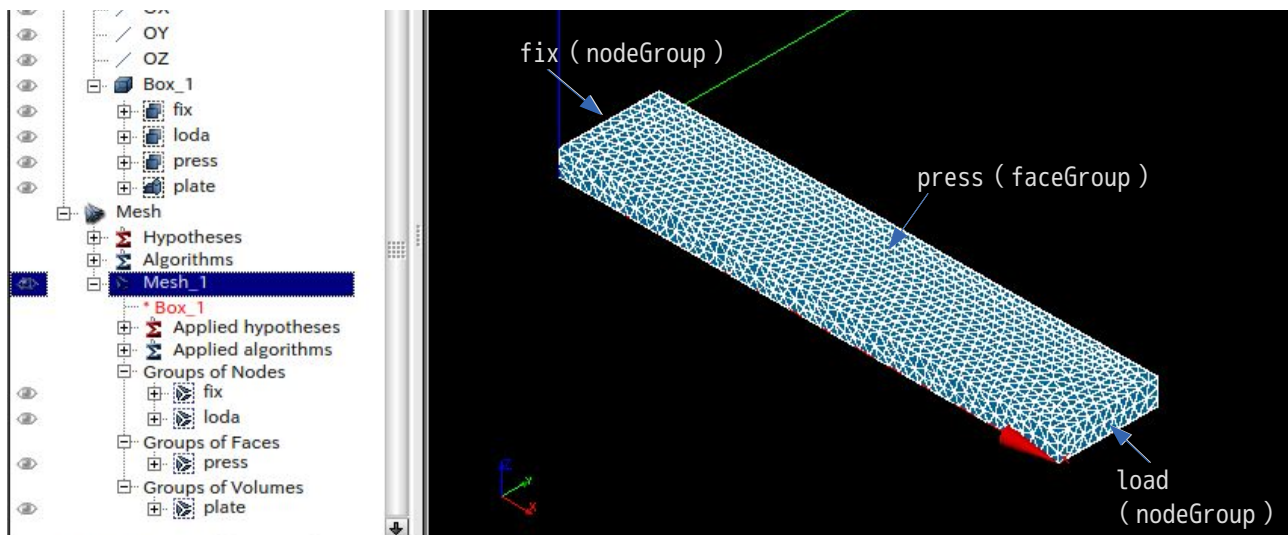 OX
OY
OZ
Box_1
fix
loda
press
plate
Mesh
Hypotheses
Algorithms
Mesh_1
* Box_1
Applied hypotheses
Applied algorithms
Groups of Nodes
fix
loda
Groups of Faces
press
Groups of Volumes
plate
fix（nodeGroup）
press（faceGroup）
load
（nodeGroup）
Z
Y
X